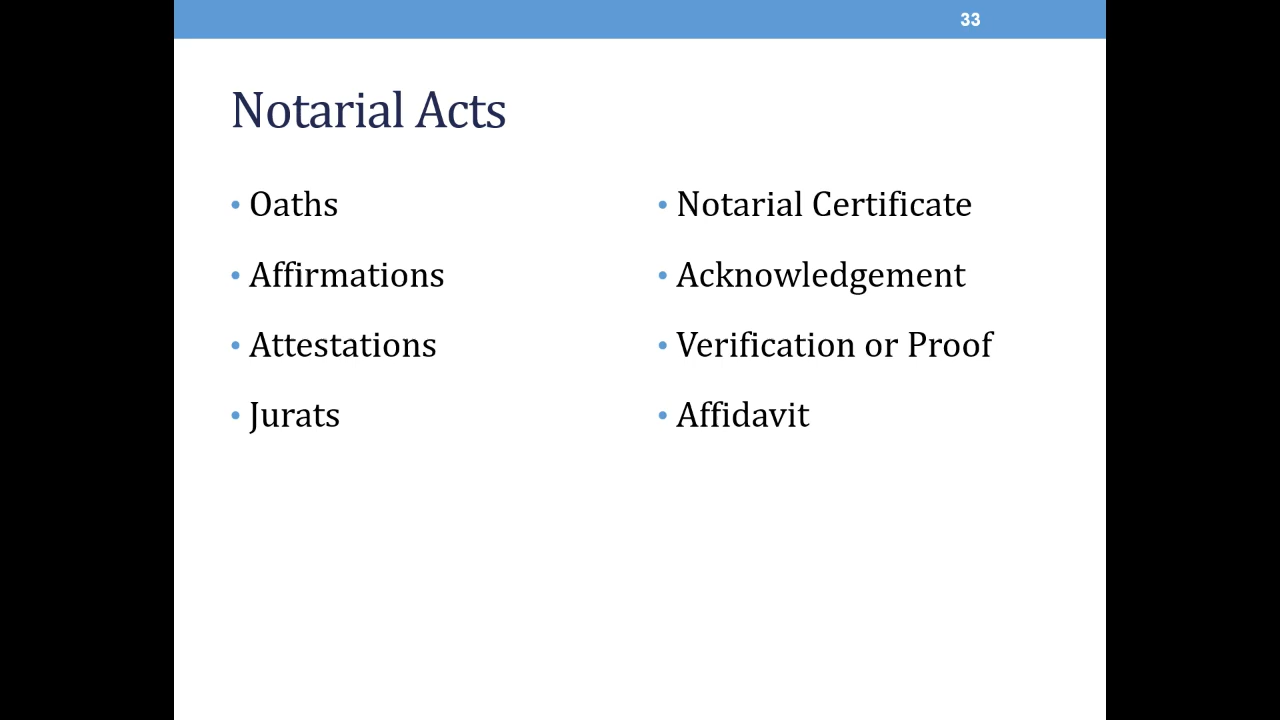 33
Notarial Acts
• Oaths
• Affirmations
• Attestations
• Jurats
• Notarial Certificate
• Acknowledgement
• Verification or Proof
• Affidavit